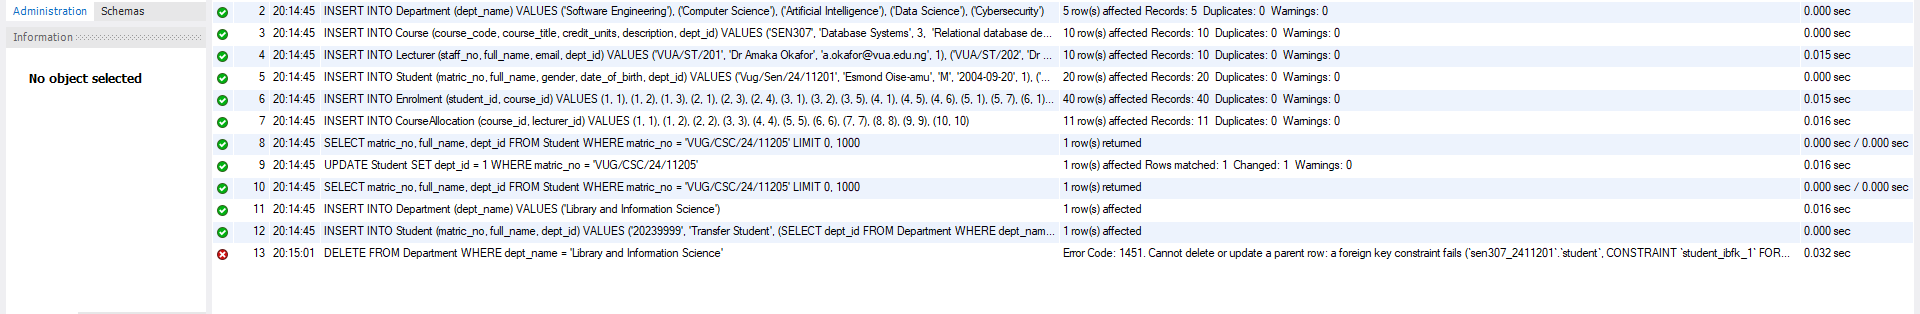 Administration Schemas
Information
No object selected
2 20:14:45 INSERT INTO Department (dept_name) VALUES ('Software Engineering'), ('Computer Science'), ('Artificial Intelligence'), ('Data Science'), ('Cybersecurity') 5 row(s) affected Records: 5 Duplicates: 0 Warnings: 0 0.000 sec
3 20:14:45 INSERT INTO Course (course_code, course_title, credit_units, description, dept_id) VALUES ('SEN307', 'Database Systems', 3, 'Relational database de... 10 row(s) affected Records: 10 Duplicates: 0 Warnings: 0 0.000 sec
4 20:14:45 INSERT INTO Lecturer (staff_no, full_name, email, dept_id) VALUES ('VUA/ST/201', 'Dr Amaka Okafor', 'a.okafor@vua.edu.ng', 1), ('VUA/ST/202', 'Dr ... 10 row(s) affected Records: 10 Duplicates: 0 Warnings: 0 0.015 sec
5 20:14:45 INSERT INTO Student (matric_no, full_name, gender, date_of_birth, dept_id) VALUES ('Vug/Sen/24/11201', 'Esmond Oise-amu', 'M', '2004-09-20', 1), ('... 20 row(s) affected Records: 20 Duplicates: 0 Warnings: 0 0.000 sec
6 20:14:45 INSERT INTO Enrolment (student_id, course_id) VALUES (1, 1), (1, 2), (1, 3), (2, 1), (2, 3), (2, 4), (3, 1), (3, 2), (3, 5), (4, 1), (4, 5), (4, 6), (5, 1), (5, 7), (6, 1)... 40 row(s) affected Records: 40 Duplicates: 0 Warnings: 0 0.015 sec
7 20:14:45 INSERT INTO CourseAllocation (course_id, lecturer_id) VALUES (1, 1), (1, 2), (2, 2), (3, 3), (4, 4), (5, 5), (6, 6), (7, 7), (8, 8), (9, 9), (10, 10) 11 row(s) affected Records: 11 Duplicates: 0 Warnings: 0 0.016 sec
8 20:14:45 SELECT matric_no, full_name, dept_id FROM Student WHERE matric_no = 'VUG/CSC/24/11205' LIMIT 0, 1000 1 row(s) returned 0.000 sec / 0.000 sec
9 20:14:45 UPDATE Student SET dept_id = 1 WHERE matric_no = 'VUG/CSC/24/11205' 1 row(s) affected Rows matched: 1 Changed: 1 Warnings: 0 0.016 sec
10 20:14:45 SELECT matric_no, full_name, dept_id FROM Student WHERE matric_no = 'VUG/CSC/24/11205' LIMIT 0, 1000 1 row(s) returned 0.000 sec / 0.000 sec
11 20:14:45 INSERT INTO Department (dept_name) VALUES ('Library and Information Science') 1 row(s) affected 0.016 sec
12 20:14:45 INSERT INTO Student (matric_no, full_name, dept_id) VALUES ('20239999', 'Transfer Student', (SELECT dept_id FROM Department WHERE dept_nam... 1 row(s) affected 0.000 sec
13 20:15:01 DELETE FROM Department WHERE dept_name = 'Library and Information Science' Error Code: 1451. Cannot delete or update a parent row: a foreign key constraint fails (`sen307_2411201`.`student`, CONSTRAINT `student_ibfk_1` FOR... 0.032 sec